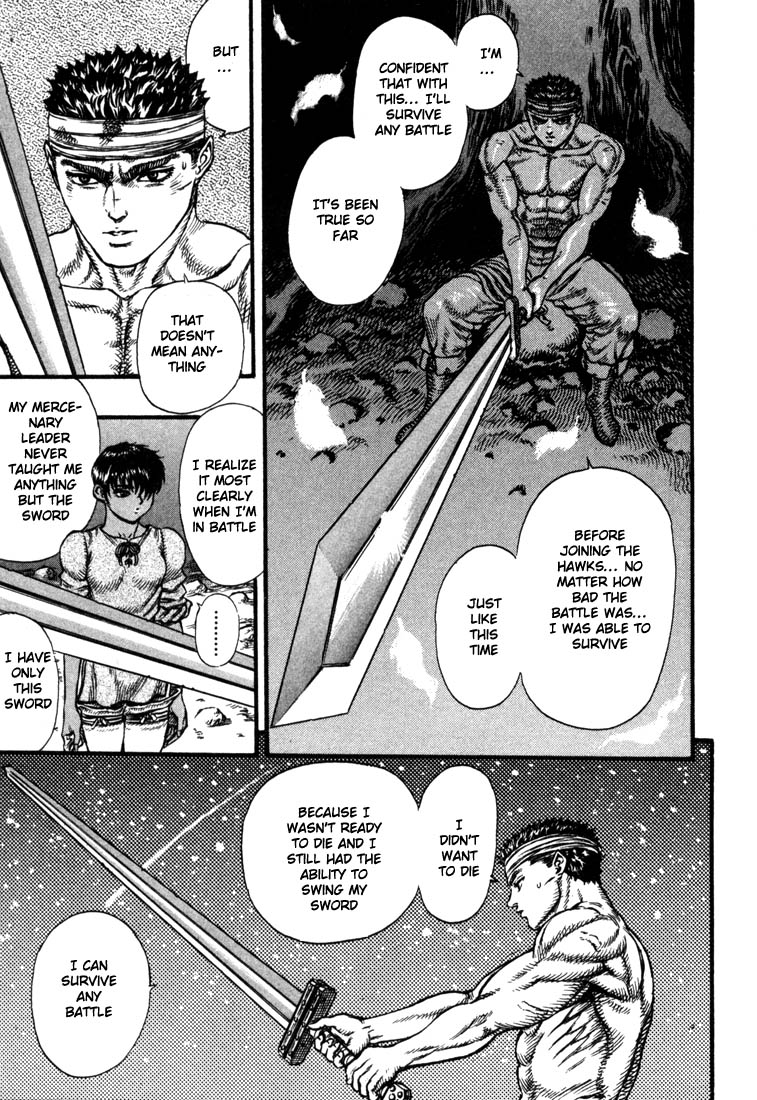 I'M
...
CONFIDENT
THAT WITH
THIS... I'LL
SURVIVE
ANY BATTLE
IT'S BEEN
TRUE SO
FAR
BEFORE
JOINING THE
HAWKS... NO
MATTER HOW
BAD THE
BATTLE WAS...
I WAS ABLE TO
SURVIVE
JUST
LIKE
THIS
TIME
BUT
...
THAT
DOESN'T
MEAN ANY-
THING
I REALIZE
IT MOST
CLEARLY
WHEN I'M
IN BATTLE
MY MERCE-
NARY
LEADER
NEVER
TAUGHT ME
ANYTHING
BUT THE
SWORD
........
I HAVE
ONLY
THIS
SWORD
I
DIDN'T
WANT
TO DIE
BECAUSE I
WASN'T READY
TO DIE AND I
STILL HAD THE
ABILITY TO
SWING MY
SWORD
I CAN
SURVIVE
ANY
BATTLE